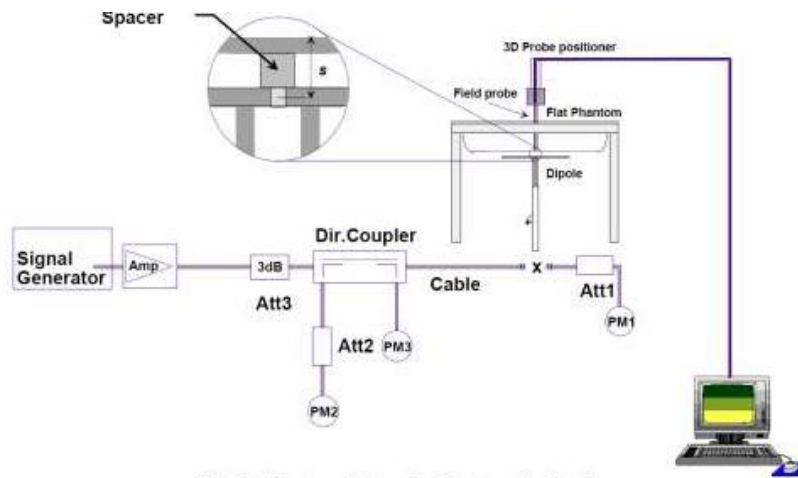 Spacer
s
3D Probe positioner
Field probe
Flat Phantom
Dipole
Signal
Generator
Amp
3dB
Att3
Dir.Coupler
Cable
x
Att1
PM1
Att2
PM3
PM2